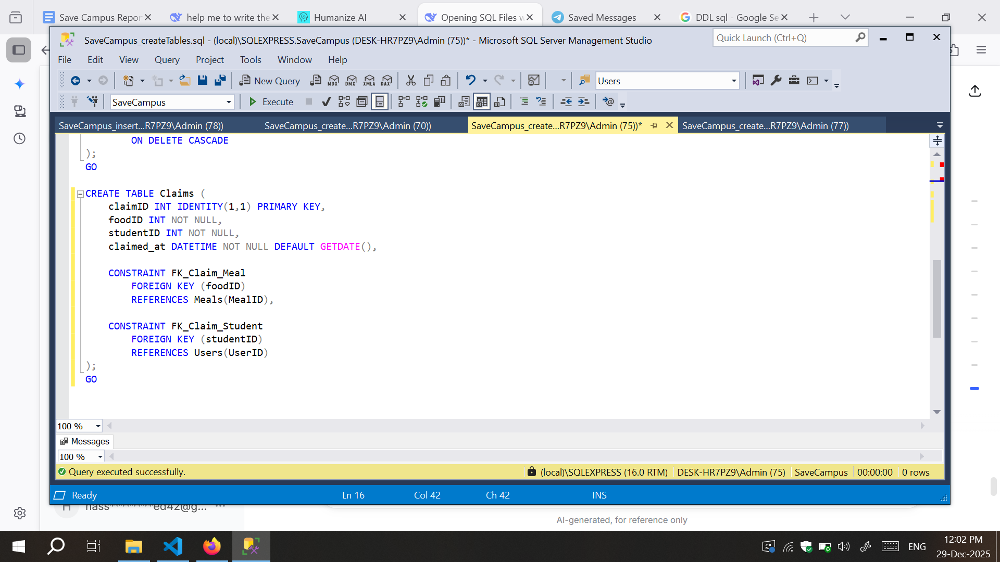 Save Campus Repor
help me to write the
Humanize AI
Opening SQL Files w
Saved Messages
DDL sql - Google Se
SaveCampus_createTables.sql - (local)\SQLEXPRESS.SaveCampus (DESK-HR7PZ9\Admin (75))* - Microsoft SQL Server Management Studio
Quick Launch (Ctrl+Q)
File Edit View Query Project Tools Window Help
New Query MDX DMX XMLA DAX Users
SaveCampus Execute
SaveCampus_insert...R7PZ9\Admin (78))
SaveCampus_create...R7PZ9\Admin (70))
SaveCampus_create...R7PZ9\Admin (75))*
SaveCampus_create...R7PZ9\Admin (77))
ON DELETE CASCADE
);
GO
CREATE TABLE Claims (
claimID INT IDENTITY(1,1) PRIMARY KEY,
foodID INT NOT NULL,
studentID INT NOT NULL,
claimed_at DATETIME NOT NULL DEFAULT GETDATE(),
CONSTRAINT FK_Claim_Meal
FOREIGN KEY (foodID)
REFERENCES Meals(MealID),
CONSTRAINT FK_Claim_Student
FOREIGN KEY (studentID)
REFERENCES Users(UserID)
);
GO
100 %
Messages
100 %
Query executed successfully.
(local)\SQLEXPRESS (16.0 RTM) DESK-HR7PZ9\Admin (75) SaveCampus 00:00:00 0 rows
Ready Ln 16 Col 42 Ch 42 INS
H hass********ed42@g... ...
AI-generated, for reference only
ENG
12:02 PM
29-Dec-2025